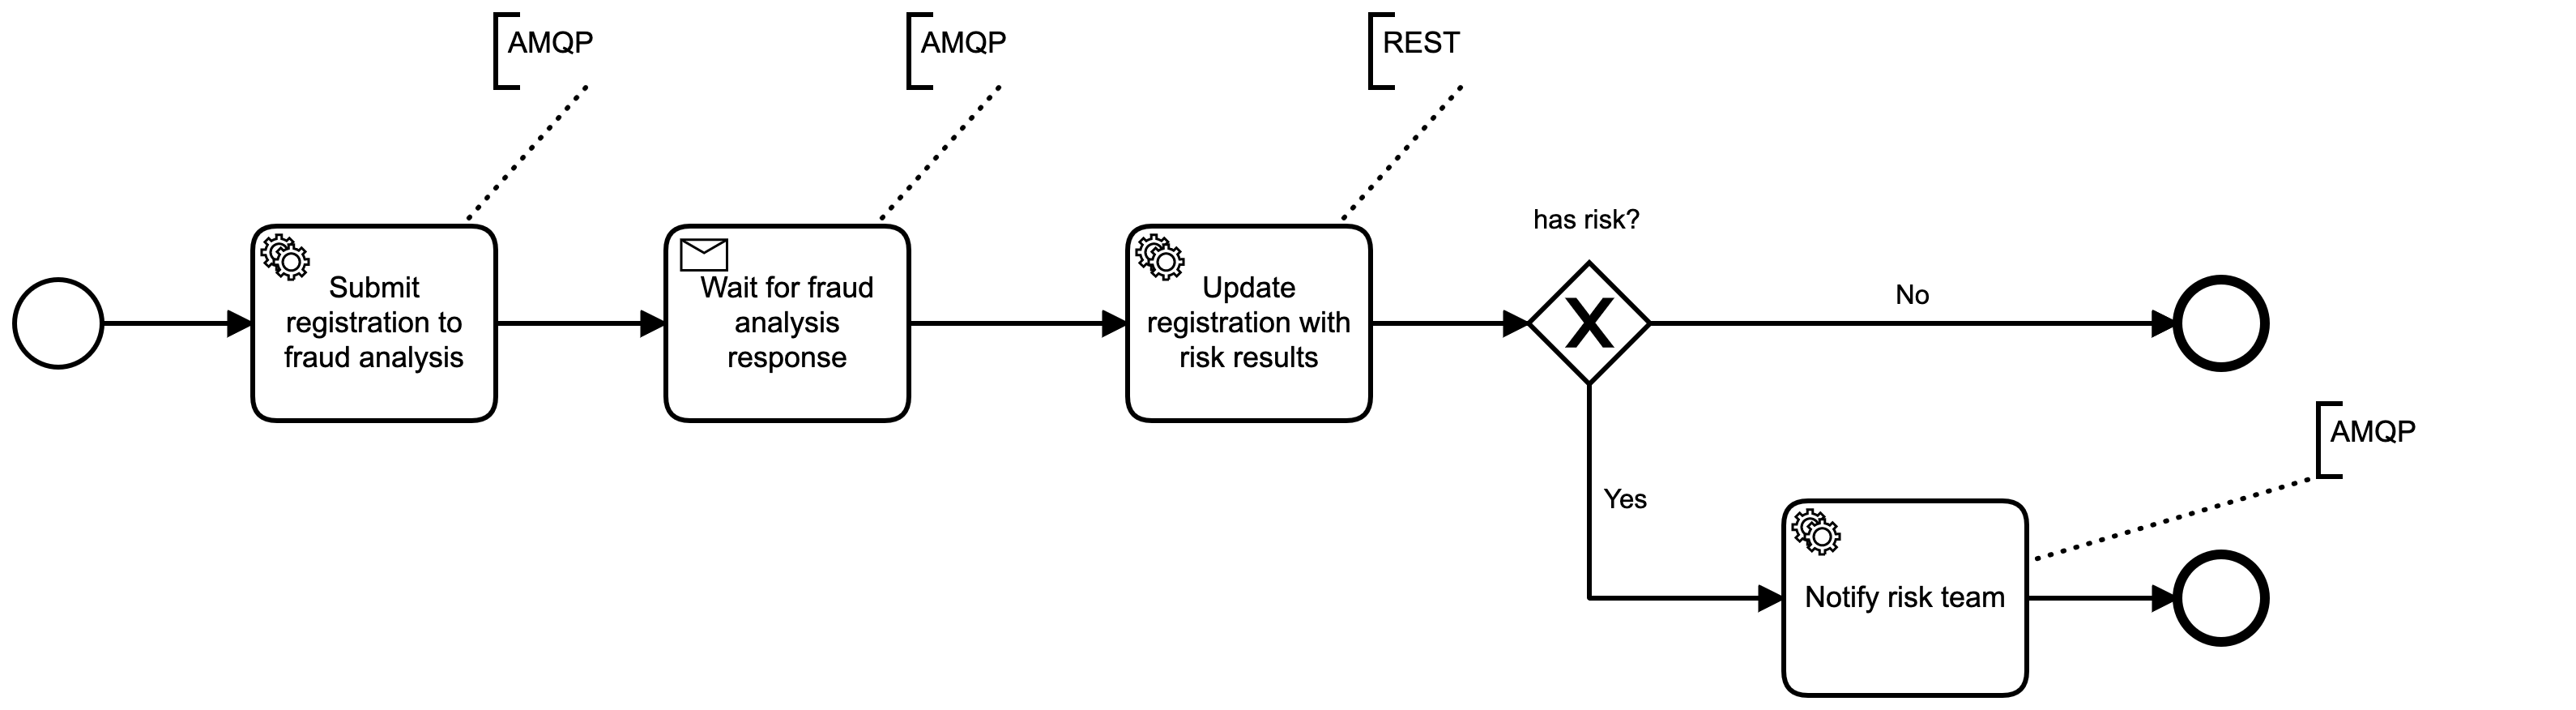 AMQP
AMQP
REST
Submit
registration to
fraud analysis
Wait for fraud
analysis
response
Update
registration with
risk results
has risk?
No
Yes
AMQP
Notify risk team